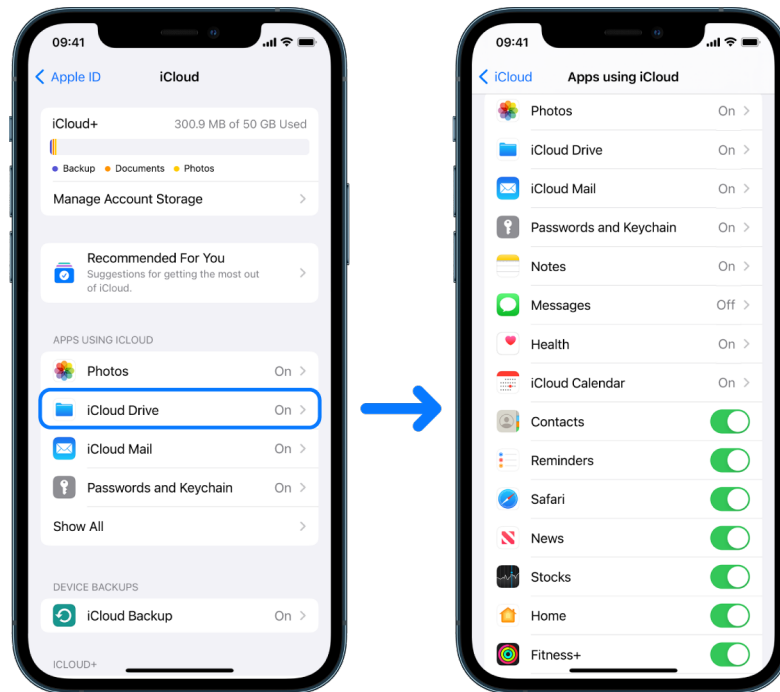 09:41
Apple ID
iCloud
iCloud+
300.9 MB of 50 GB Used
Backup
Documents
Photos
Manage Account Storage
Recommended For You
Suggestions for getting the most out
of iCloud.
APPS USING ICLOUD
Photos
On
iCloud Drive
On
iCloud Mail
On
Passwords and Keychain
On
Show All
DEVICE BACKUPS
iCloud Backup
On
ICLOUD+
09:41
iCloud
Apps using iCloud
Photos
On
iCloud Drive
On
iCloud Mail
On
Passwords and Keychain
On
Notes
On
Messages
Off
Health
On
iCloud Calendar
On
Contacts
Reminders
Safari
News
Stocks
Home
Fitness+